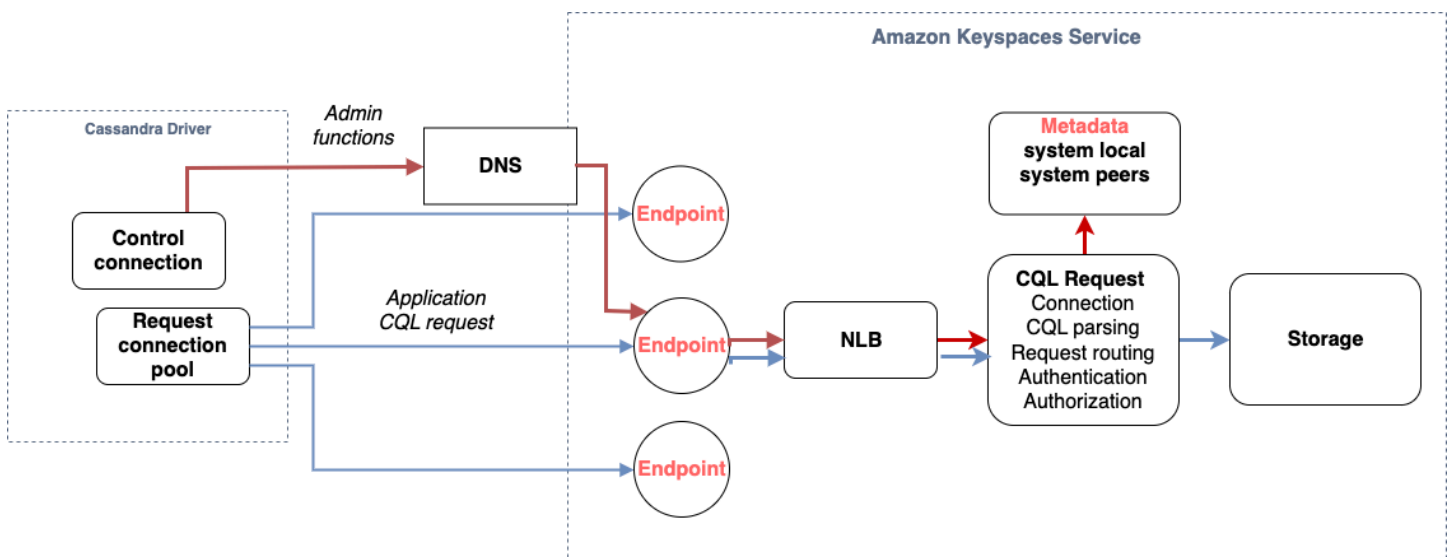 Amazon Keyspaces Service
Cassandra Driver
Admin
functions
DNS
Control
connection
Request
connection
pool
Application
CQL request
Endpoint
Endpoint
Endpoint
NLB
Metadata
system local
system peers
CQL Request
Connection
CQL parsing
Request routing
Authentication
Authorization
Storage